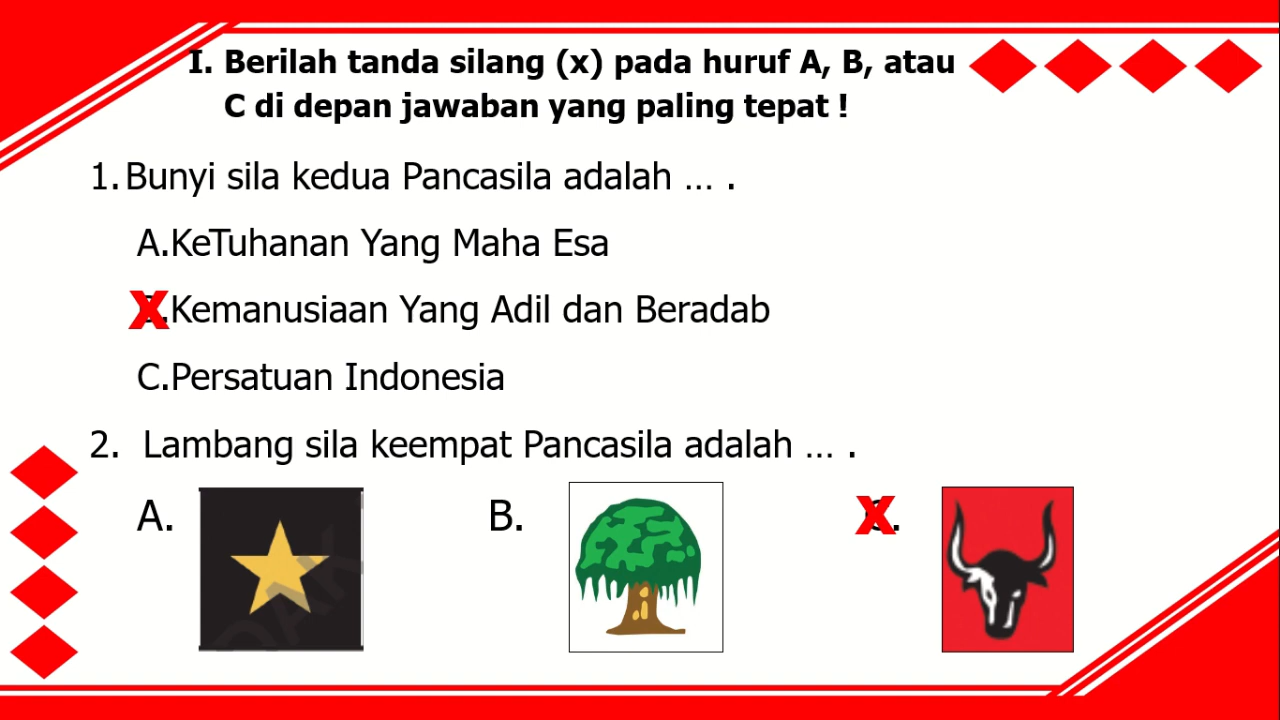 I. Berilah tanda silang (x) pada huruf A, B, atau
C di depan jawaban yang paling tepat !
1. Bunyi sila kedua Pancasila adalah ... .
A.KeTuhanan Yang Maha Esa
X.Kemanusiaan Yang Adil dan Beradab
C.Persatuan Indonesia
2. Lambang sila keempat Pancasila adalah ... .
A. B. X.